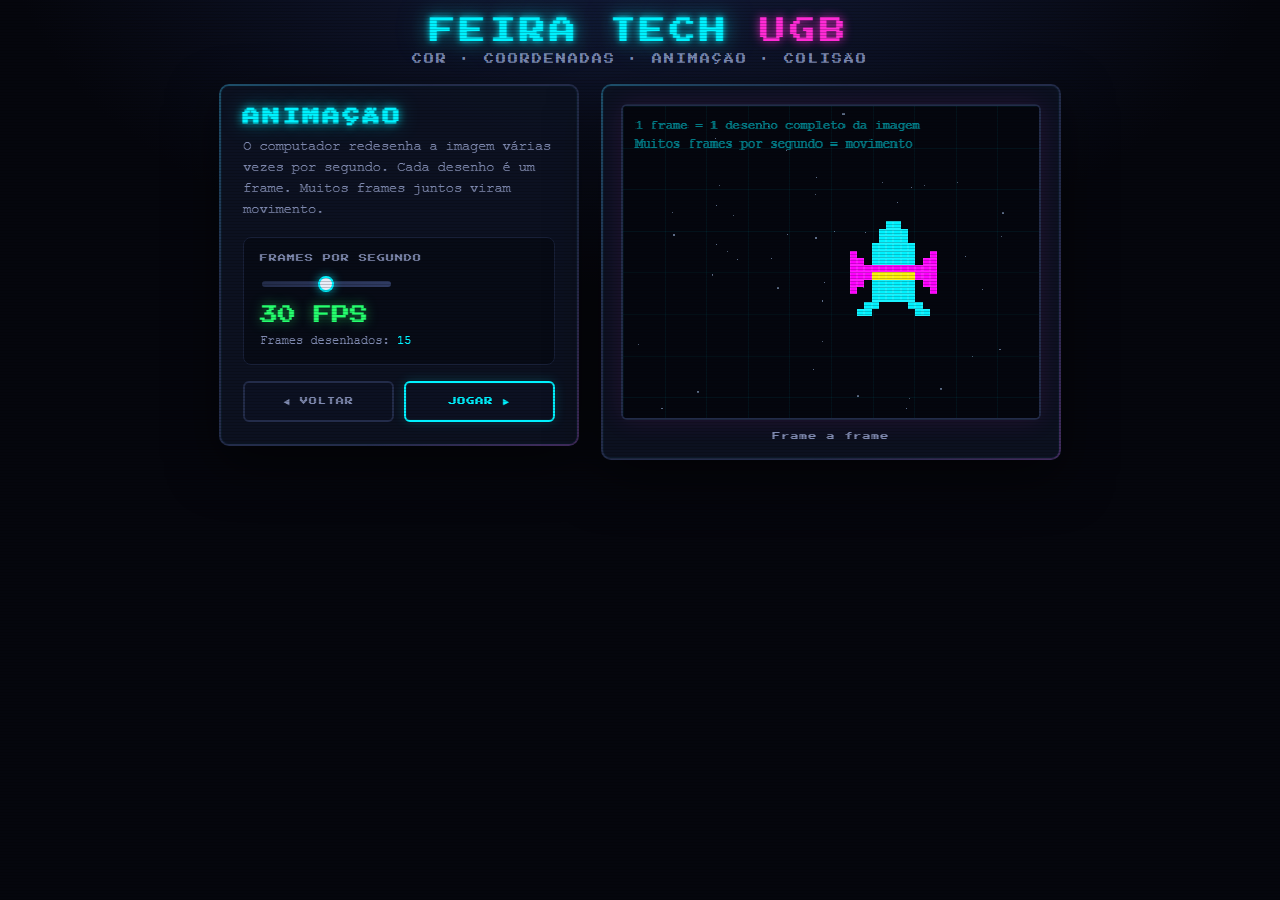 FEIRA TECH UGB
COR · COORDENADAS · ANIMAÇÃO · COLISÃO
ANIMAÇÃO
O computador redesenha a imagem várias
vezes por segundo. Cada desenho é um
frame. Muitos frames juntos viram
movimento.
FRAMES POR SEGUNDO
30 FPS
Frames desenhados: 15
◀ VOLTAR
JOGAR ▶
1 frame = 1 desenho completo da imagem
Muitos frames por segundo = movimento
Frame a frame